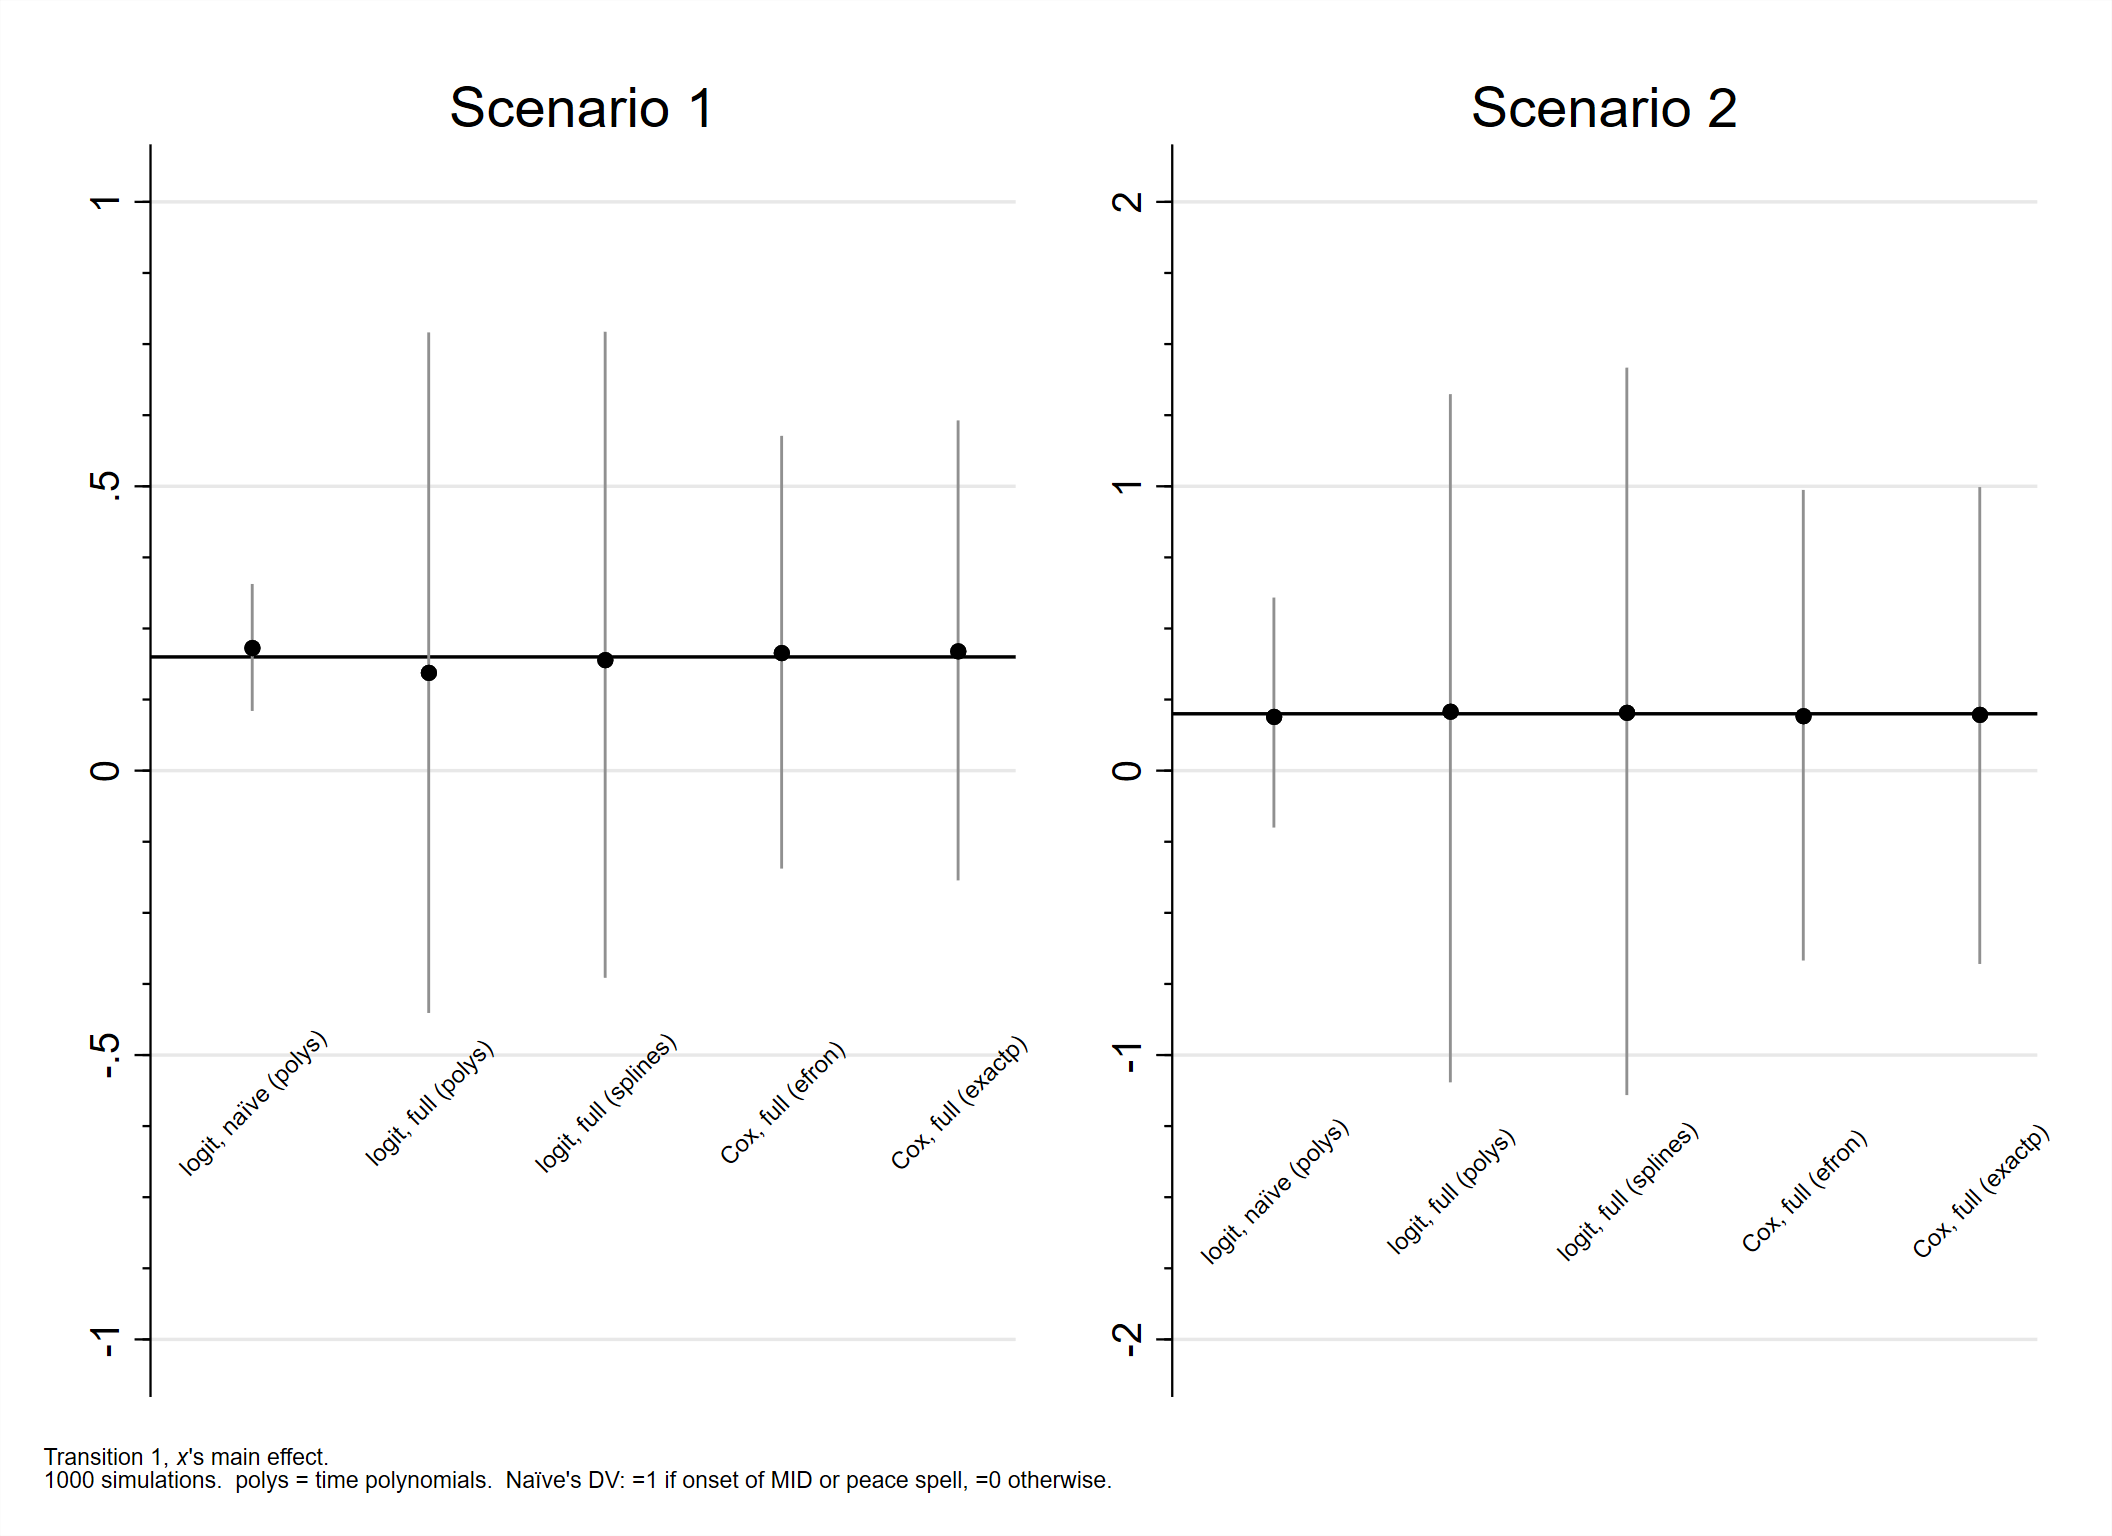 Scenario 1
1
.5
0
-.5
-1
logit, naïve (polys)
logit, full (polys)
logit, full (splines)
Cox, full (efron)
Cox, full (exactp)
Scenario 2
2
1
0
-1
-2
logit, naïve (polys)
logit, full (polys)
logit, full (splines)
Cox, full (efron)
Cox, full (exactp)
Transition 1, x's main effect.
1000 simulations.  polys = time polynomials.  Naïve's DV: =1 if onset of MID or peace spell, =0 otherwise.